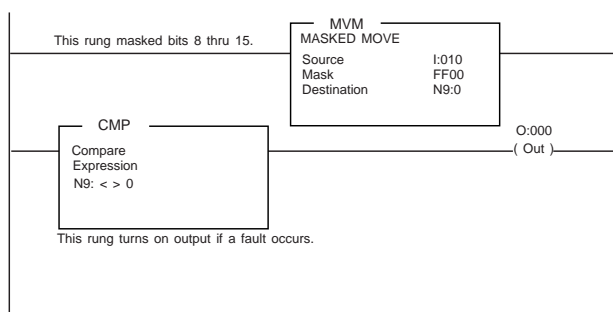 This rung masked bits 8 thru 15.
MVM
MASKED MOVE
Source I:010
Mask FF00
Destination N9:0
CMP
Compare
Expression
N9: < > 0
O:000
( Out )
This rung turns on output if a fault occurs.